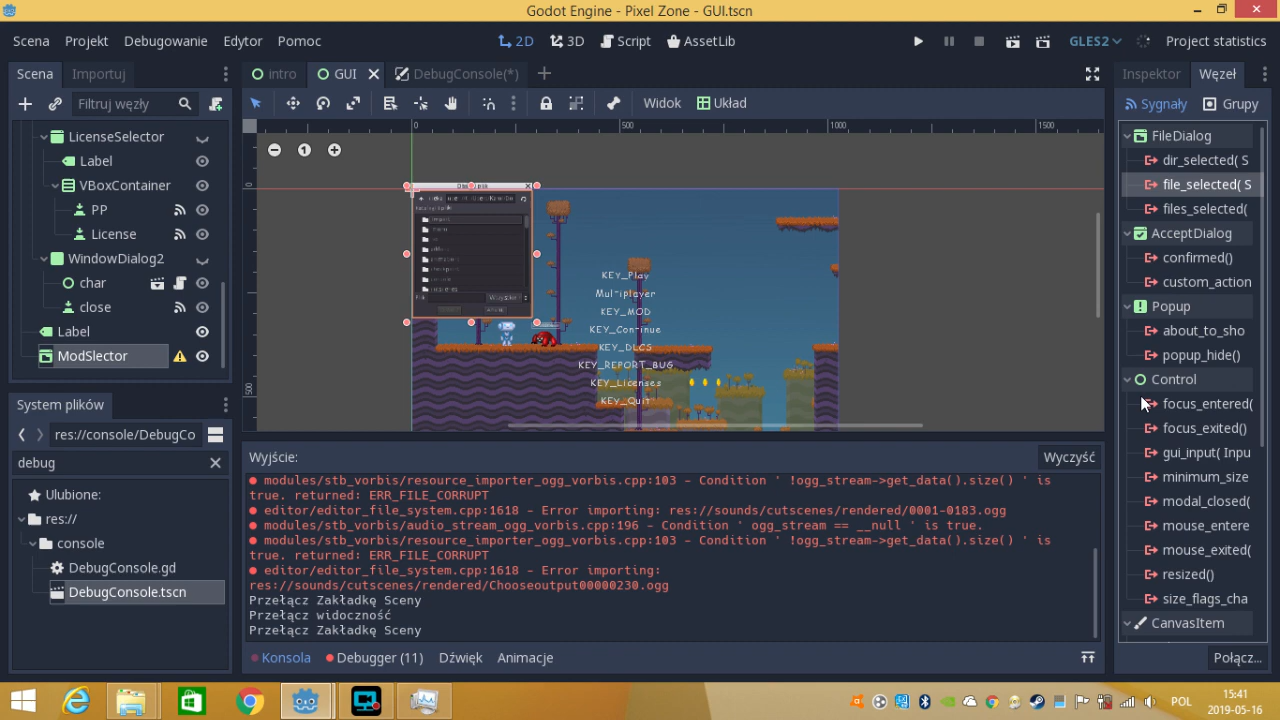 Godot Engine - Pixel Zone - GUI.tscn
Scena Projekt Debugowanie Edytor Pomoc
2D 3D Script AssetLib
GLES2 Project statistics
Scena Importuj
Filtruj węzły
LicenseSelector
Label
VBoxContainer
PP
License
WindowDialog2
char
close
Label
ModSlector
System plików
res://console/DebugCo
debug
Ulubione:
res://
console
DebugConsole.gd
DebugConsole.tscn
intro GUI DebugConsole(*)
Widok Układ
0 500 1000 1500
0
500
1
KEY_Play
Multiplayer
KEY_MOD
KEY_Continue
KEY_DLCS
KEY_REPORT_BUG
KEY_Licenses
KEY_Quit
Wyjście: Wyczyść
modules/stb_vorbis/resource_importer_ogg_vorbis.cpp:103 - Condition ' !ogg_stream->get_data().size() ' is
true. returned: ERR_FILE_CORRUPT
editor/editor_file_system.cpp:1618 - Error importing: res://sounds/cutscenes/rendered/0001-0183.ogg
modules/stb_vorbis/audio_stream_ogg_vorbis.cpp:196 - Condition ' ogg_stream == __null ' is true.
modules/stb_vorbis/resource_importer_ogg_vorbis.cpp:103 - Condition ' !ogg_stream->get_data().size() ' is
true. returned: ERR_FILE_CORRUPT
editor/editor_file_system.cpp:1618 - Error importing:
res://sounds/cutscenes/rendered/Chooseoutput00000230.ogg
Przełącz Zakładkę Sceny
Przełącz widoczność
Przełącz Zakładkę Sceny
Konsola Debugger (11) Dźwięk Animacje
Inspektor Węzeł
Sygnały Grupy
FileDialog
dir_selected( S
file_selected( S
files_selected(
AcceptDialog
confirmed()
custom_action
Popup
about_to_sho
popup_hide()
Control
focus_entered(
focus_exited()
gui_input( Inpu
minimum_size
modal_closed(
mouse_entere
mouse_exited(
resized()
size_flags_cha
CanvasItem
Połącz...
POL
15:41
2019-05-16